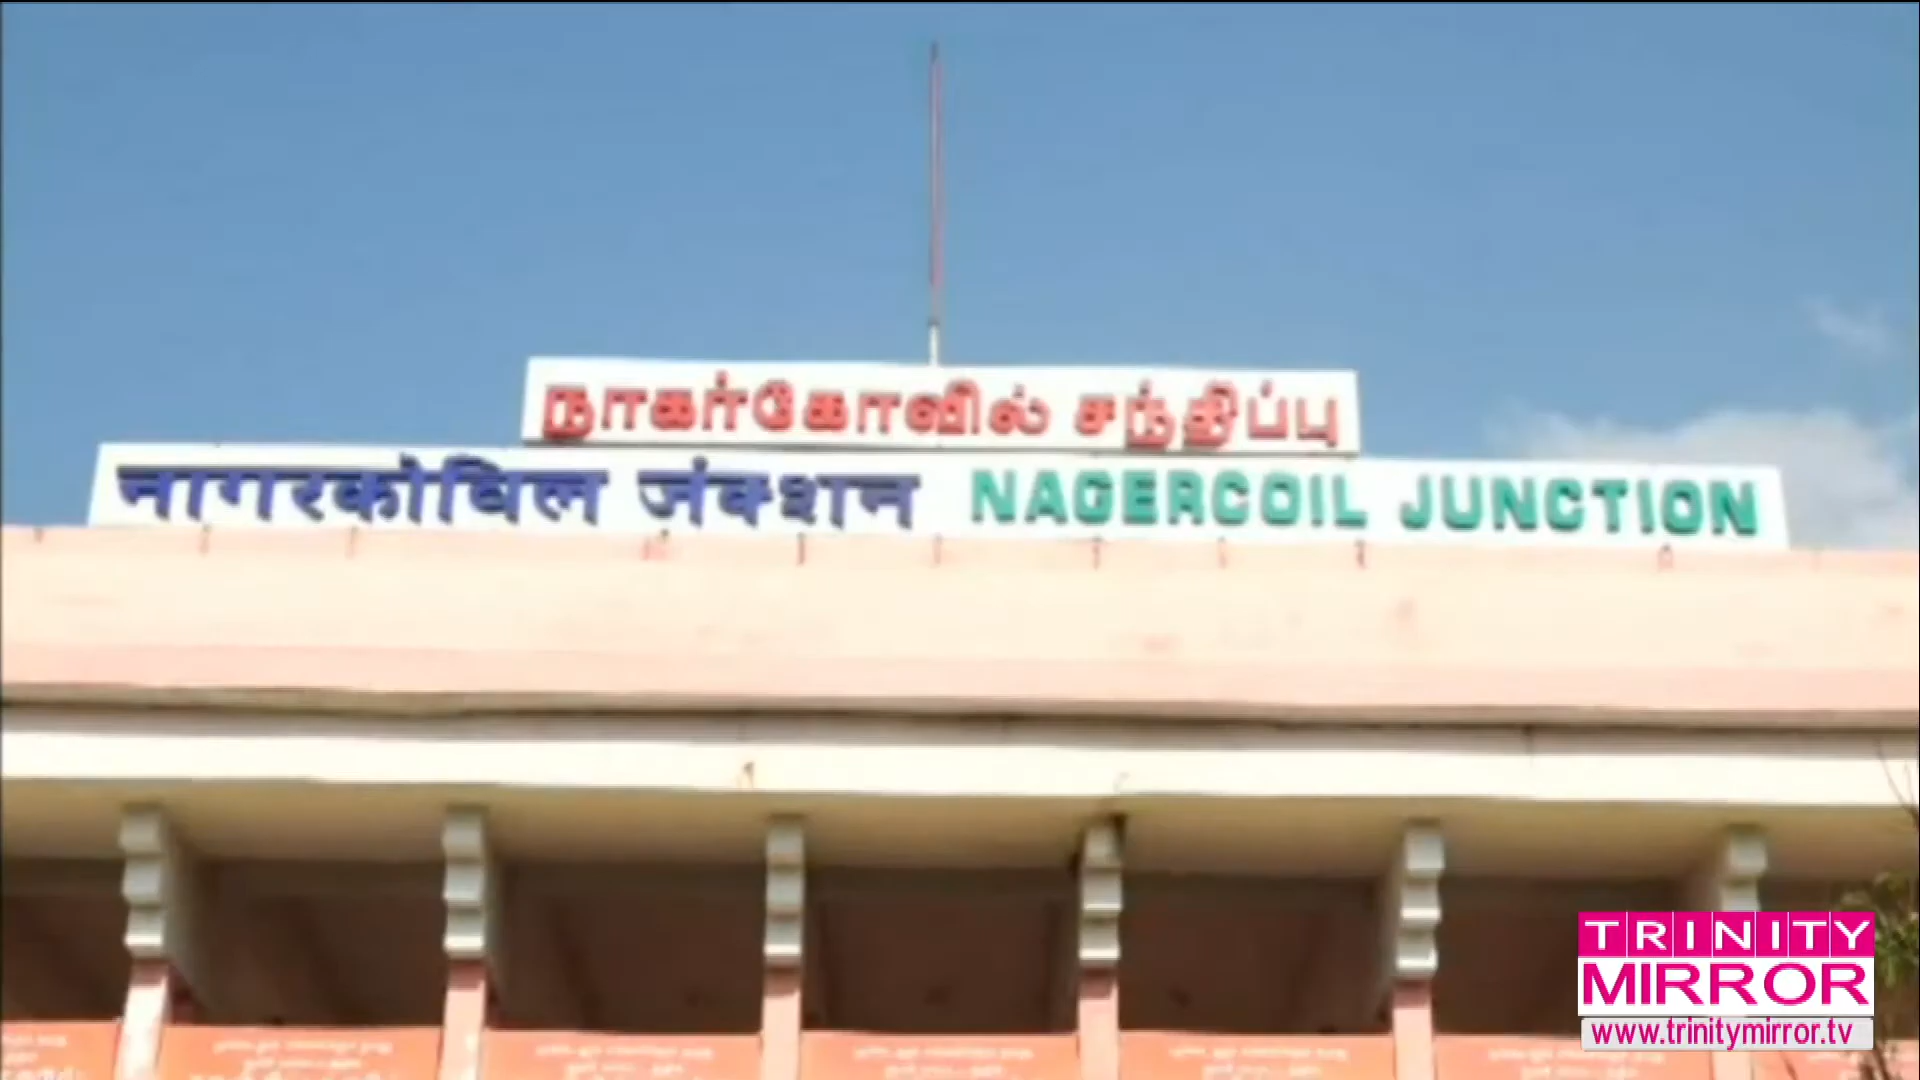 நாகர்கோவில் சந்திப்பு
नागरकोविल जंक्शन NAGERCOIL JUNCTION
TRINITY
MIRROR
www.trinitymirror.tv